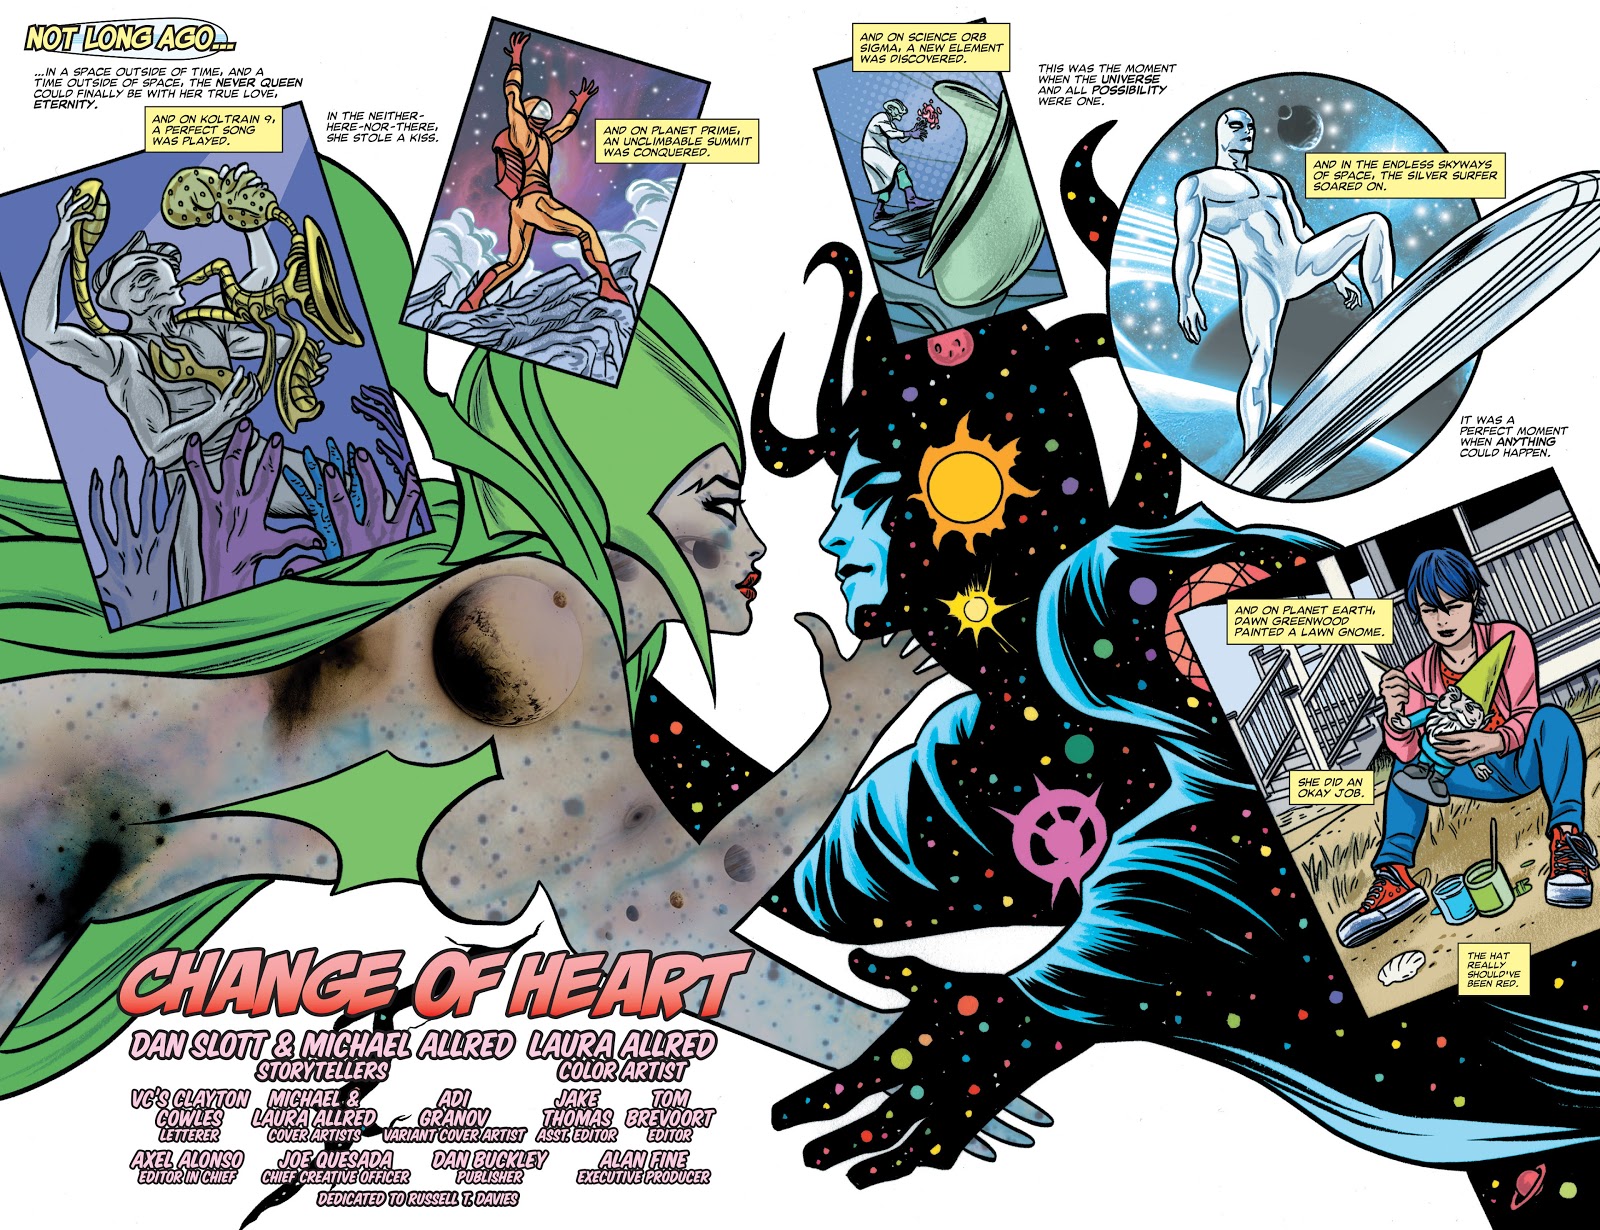 NOT LONG AGO...
...IN A SPACE OUTSIDE OF TIME, AND A
TIME OUTSIDE OF SPACE, THE NEVER QUEEN
COULD FINALLY BE WITH HER TRUE LOVE,
ETERNITY.
AND ON KOLTRAIN 9,
A PERFECT SONG
WAS PLAYED.
IN THE NEITHER-
HERE-NOR-THERE,
SHE STOLE A KISS.
AND ON PLANET PRIME,
AN UNCLIMBABLE SUMMIT
WAS CONQUERED.
AND ON SCIENCE ORB
SIGMA, A NEW ELEMENT
WAS DISCOVERED.
THIS WAS THE MOMENT
WHEN THE UNIVERSE
AND ALL POSSIBILITY
WERE ONE.
AND IN THE ENDLESS SKYWAYS
OF SPACE, THE SILVER SURFER
SOARED ON.
IT WAS A
PERFECT MOMENT
WHEN ANYTHING
COULD HAPPEN.
AND ON PLANET EARTH,
DAWN GREENWOOD
PAINTED A LAWN GNOME.
SHE DID AN
OKAY JOB.
THE HAT
REALLY
SHOULD'VE
BEEN RED.
CHANGE OF HEART
DAN SLOTT & MICHAEL ALLRED
STORYTELLERS
LAURA ALLRED
COLOR ARTIST
VC'S CLAYTON
COWLES
LETTERER
MICHAEL &
LAURA ALLRED
COVER ARTISTS
ADI
GRANOV
VARIANT COVER ARTIST
JAKE
THOMAS
ASST. EDITOR
TOM
BREVOORT
EDITOR
AXEL ALONSO
EDITOR IN CHIEF
JOE QUESADA
CHIEF CREATIVE OFFICER
DAN BUCKLEY
PUBLISHER
ALAN FINE
EXECUTIVE PRODUCER
DEDICATED TO RUSSELL T. DAVIES